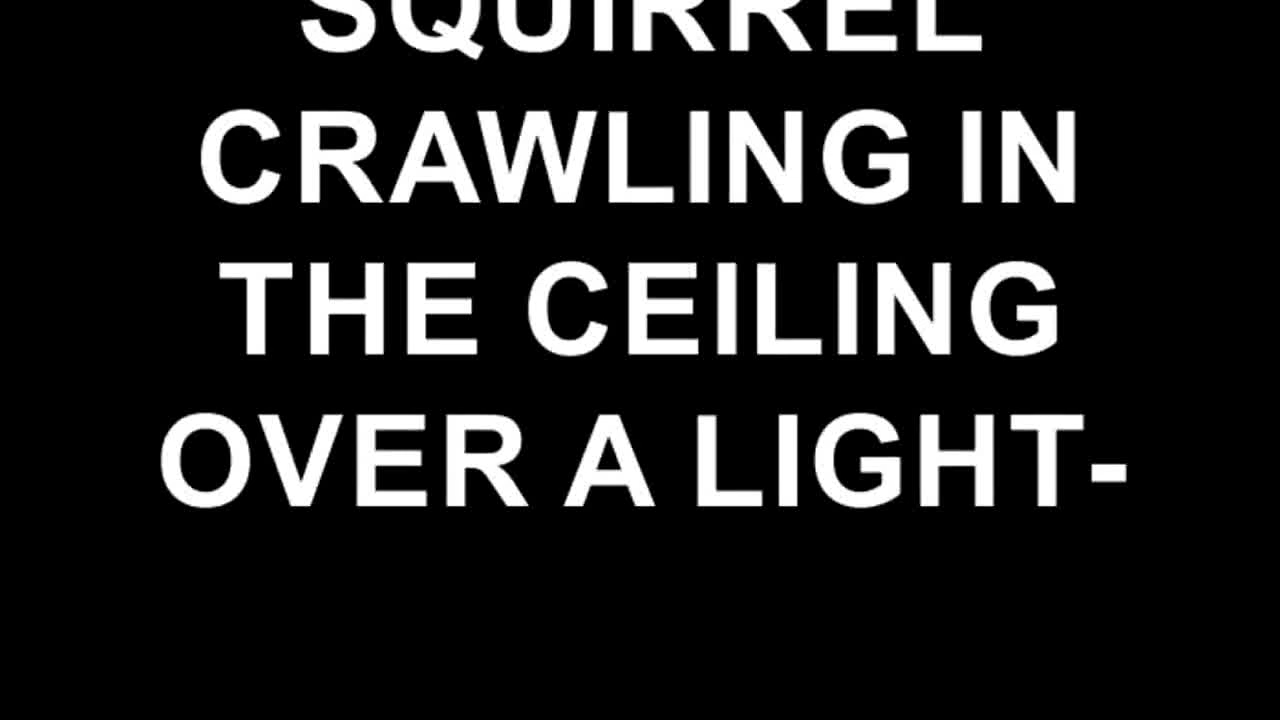 SQUIRREL
CRAWLING IN
THE CEILING
OVER A LIGHT-